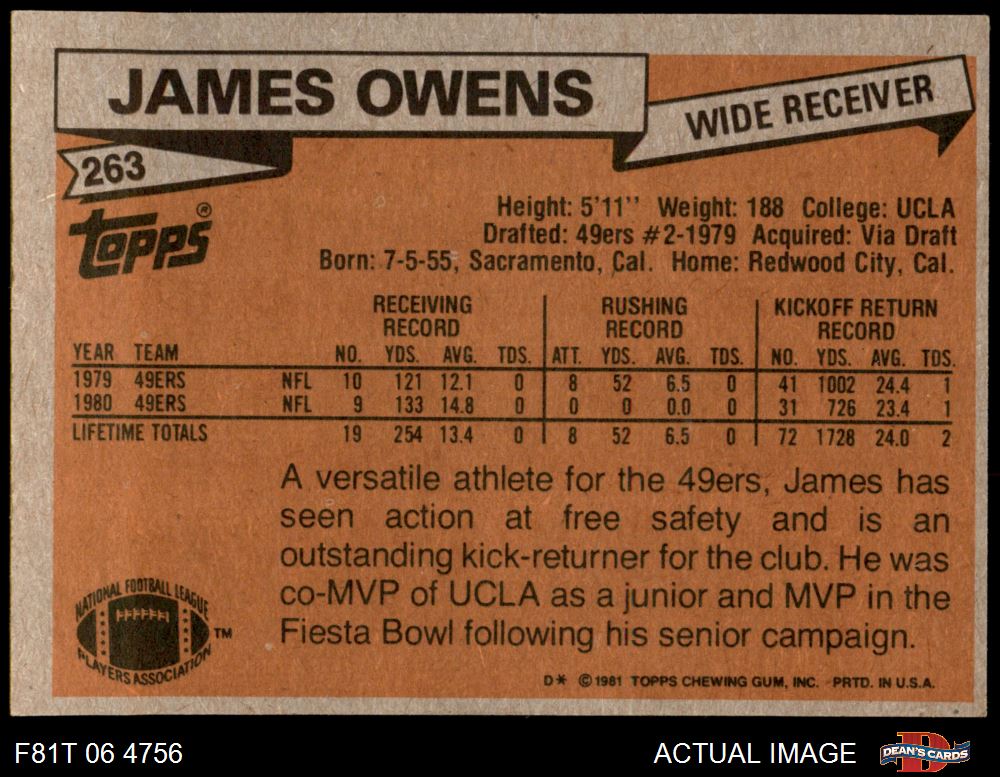 JAMES OWENS
WIDE RECEIVER
263
TOPPS®
Height: 5'11'' Weight: 188 College: UCLA
Drafted: 49ers #2-1979 Acquired: Via Draft
Born: 7-5-55, Sacramento, Cal. Home: Redwood City, Cal.
RECEIVING RECORD RUSHING RECORD KICKOFF RETURN RECORD
YEAR TEAM NO. YDS. AVG. TDS. ATT. YDS. AVG. TDS. NO. YDS. AVG. TDS.
1979 49ERS NFL 10 121 12.1 0 8 52 6.5 0 41 1002 24.4 1
1980 49ERS NFL 9 133 14.8 0 0 0 0.0 0 31 726 23.4 1
LIFETIME TOTALS 19 254 13.4 0 8 52 6.5 0 72 1728 24.0 2
A versatile athlete for the 49ers, James has
seen action at free safety and is an
outstanding kick-returner for the club. He was
co-MVP of UCLA as a junior and MVP in the
Fiesta Bowl following his senior campaign.
NATIONAL FOOTBALL LEAGUE
PLAYERS ASSOCIATION
TM
D* © 1981 TOPPS CHEWING GUM, INC. PRTD. IN U.S.A.
F81T 06 4756
ACTUAL IMAGE
D
DEAN'S CARDS